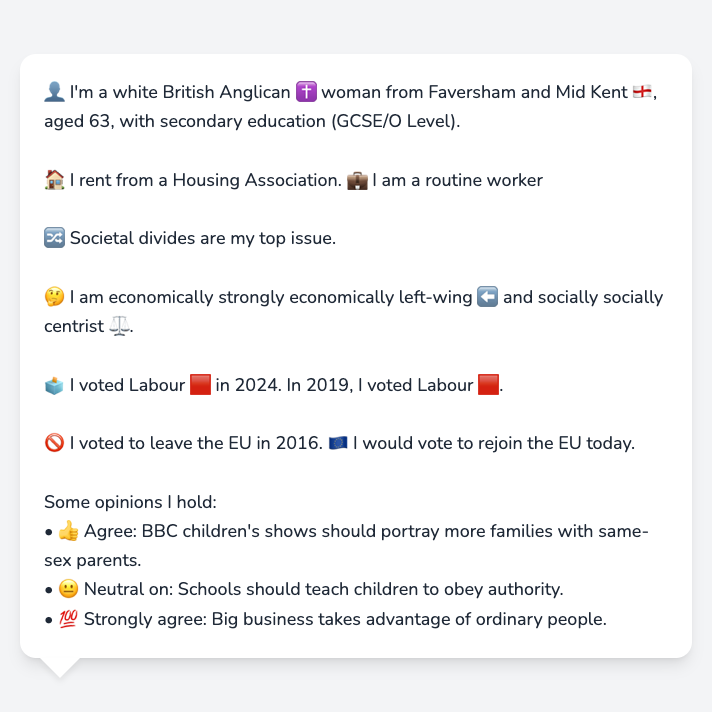 👤 I'm a white British Anglican ✝️ woman from Faversham and Mid Kent 🏴󠁧󠁢󠁥󠁮󠁧󠁿,
aged 63, with secondary education (GCSE/O Level).
🏠 I rent from a Housing Association. 💼 I am a routine worker
🔀 Societal divides are my top issue.
🤔 I am economically strongly economically left-wing ⬅️ and socially socially
centrist ⚖️.
🗳️ I voted Labour 🟥 in 2024. In 2019, I voted Labour 🟥.
🚫 I voted to leave the EU in 2016. 🇪🇺 I would vote to rejoin the EU today.
Some opinions I hold:
• 👍 Agree: BBC children's shows should portray more families with same-
sex parents.
• 😐 Neutral on: Schools should teach children to obey authority.
• 💯 Strongly agree: Big business takes advantage of ordinary people.